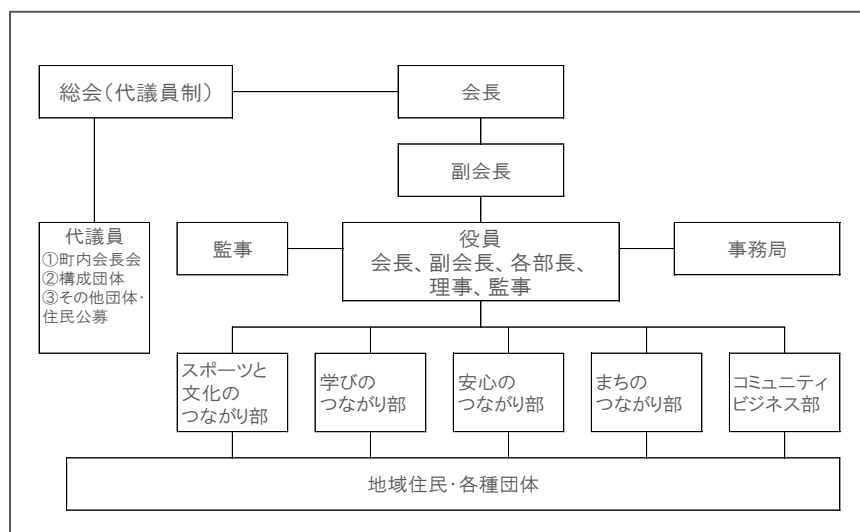 総会（代議員制）
会長
副会長
代議員
①町内会長会
②構成団体
③その他団体・
住民公募
監事
役員
会長、副会長、各部長、
理事、監事
事務局
スポーツと
文化の
つながり部
学びの
つながり部
安心の
つながり部
まちの
つながり部
コミュニティ
ビジネス部
地域住民・各種団体